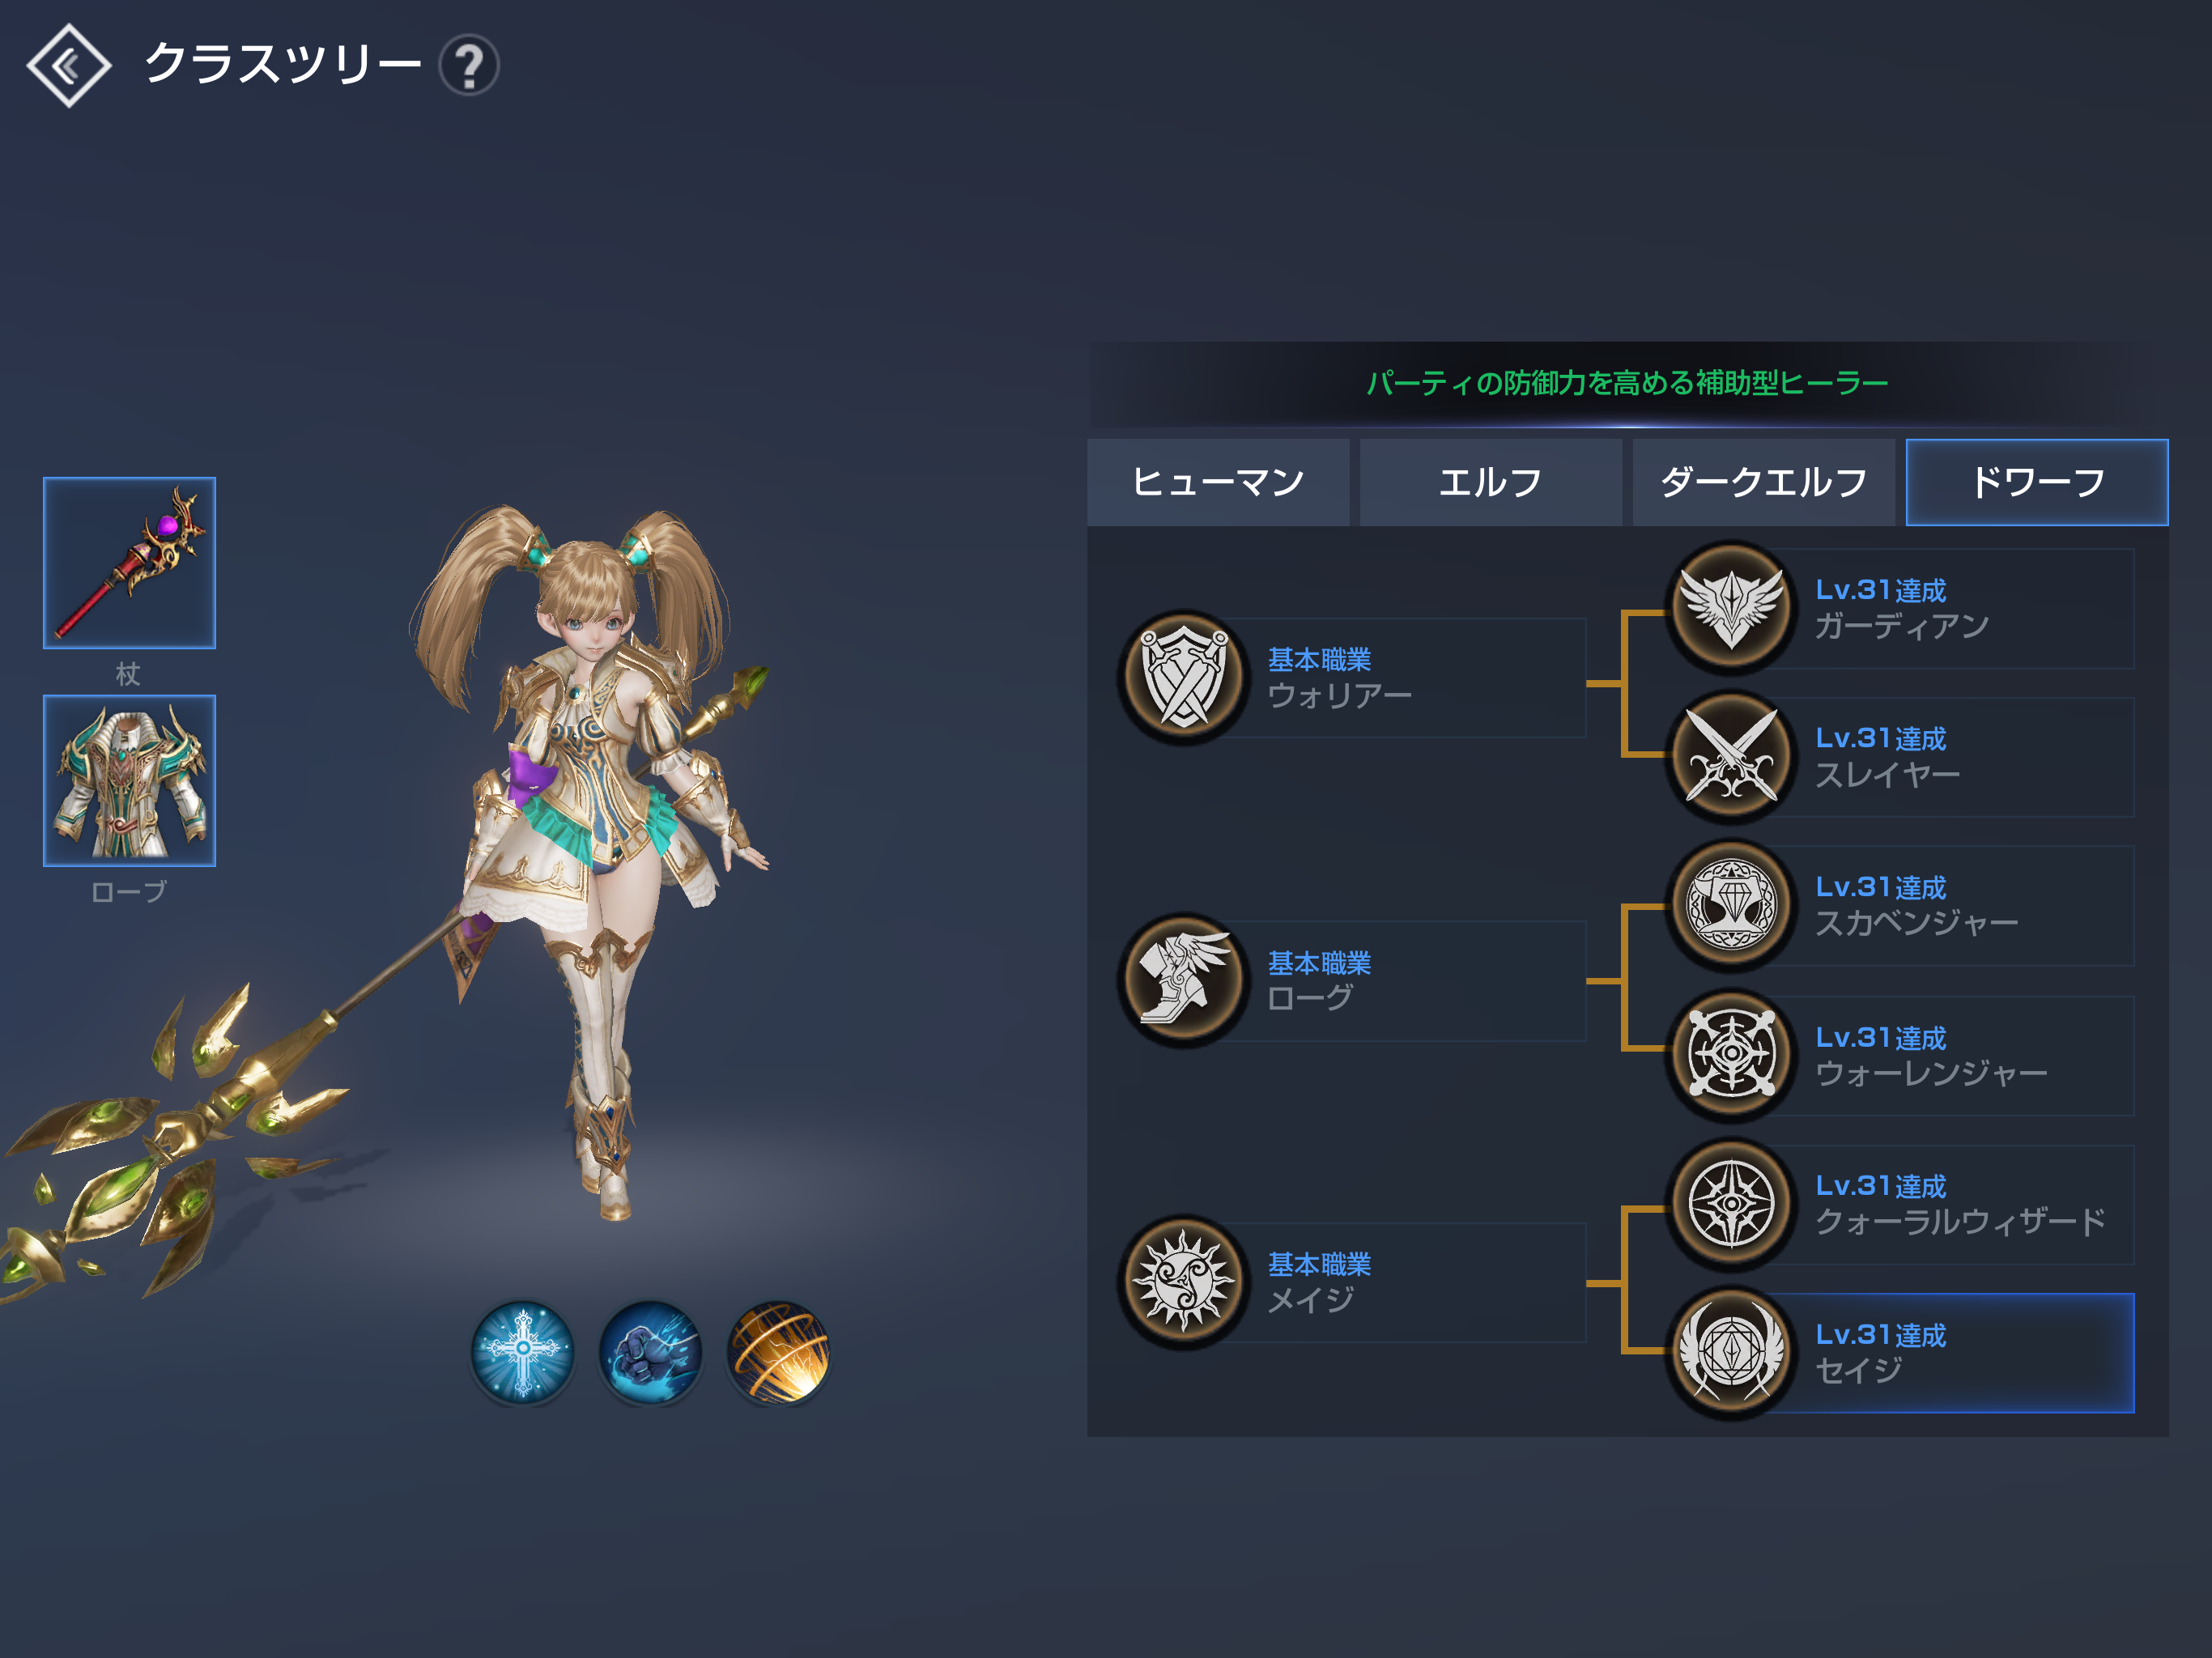 クラスツリー ?
パーティの防御力を高める補助型ヒーラー
ヒューマン
エルフ
ダークエルフ
ドワーフ
杖
ローブ
基本職業
ウォリアー
Lv.31達成
ガーディアン
Lv.31達成
スレイヤー
基本職業
ローグ
Lv.31達成
スカベンジャー
Lv.31達成
ウォーレンジャー
基本職業
メイジ
Lv.31達成
クォーラルウィザード
Lv.31達成
セイジ